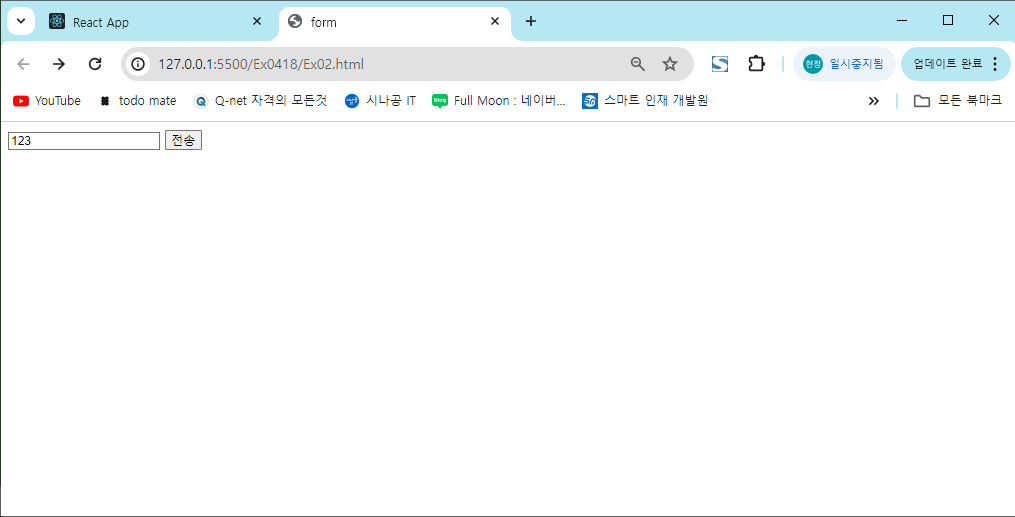 React App
form
127.0.0.1:5500/Ex0418/Ex02.html
현정 일시중지됨
업데이트 완료
YouTube
todo mate
Q-net 자격의 모든것
시나공 IT
blog Full Moon : 네이버...
스마트 인재 개발원
모든 북마크
123
전송